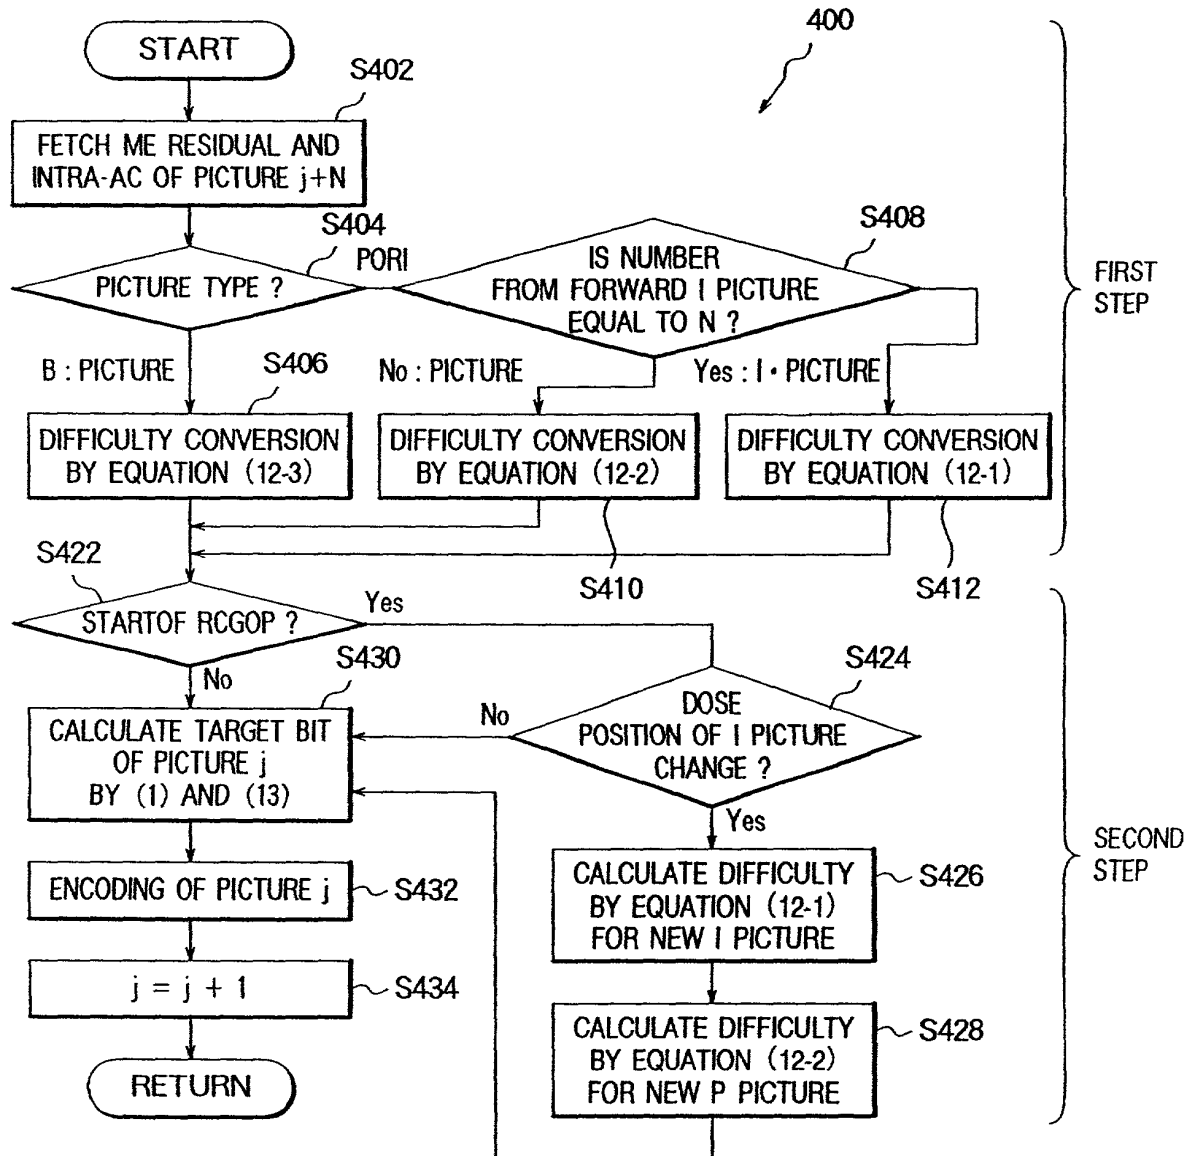 400
START
S402
FETCH ME RESIDUAL AND
INTRA-AC OF PICTURE j+N
S404
PICTURE TYPE ?
PORI
S408
IS NUMBER
FROM FORWARD I PICTURE
EQUAL TO N ?
FIRST
STEP
B : PICTURE
S406
No : PICTURE
Yes : I · PICTURE
DIFFICULTY CONVERSION
BY EQUATION (12-3)
DIFFICULTY CONVERSION
BY EQUATION (12-2)
DIFFICULTY CONVERSION
BY EQUATION (12-1)
S410
S412
S422
STARTOF RCGOP ?
Yes
No
S430
CALCULATE TARGET BIT
OF PICTURE j
BY (1) AND (13)
S424
DOSE
POSITION OF I PICTURE
CHANGE ?
No
Yes
SECOND
STEP
ENCODING OF PICTURE j
S432
CALCULATE DIFFICULTY
BY EQUATION (12-1)
FOR NEW I PICTURE
S426
j = j + 1
S434
CALCULATE DIFFICULTY
BY EQUATION (12-2)
FOR NEW P PICTURE
S428
RETURN